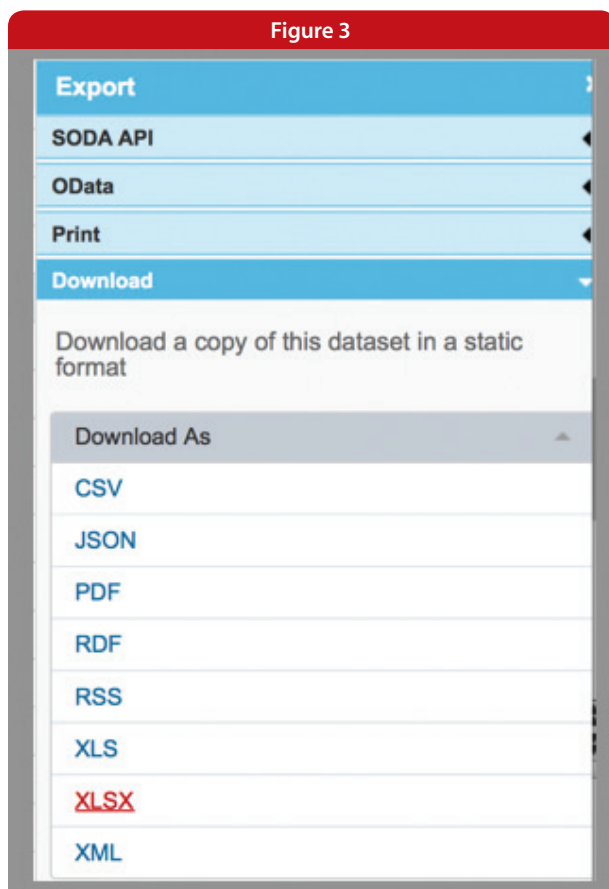 Figure 3
Export
SODA API
OData
Print
Download
Download a copy of this dataset in a static
format
Download As
CSV
JSON
PDF
RDF
RSS
XLS
XLSX
XML